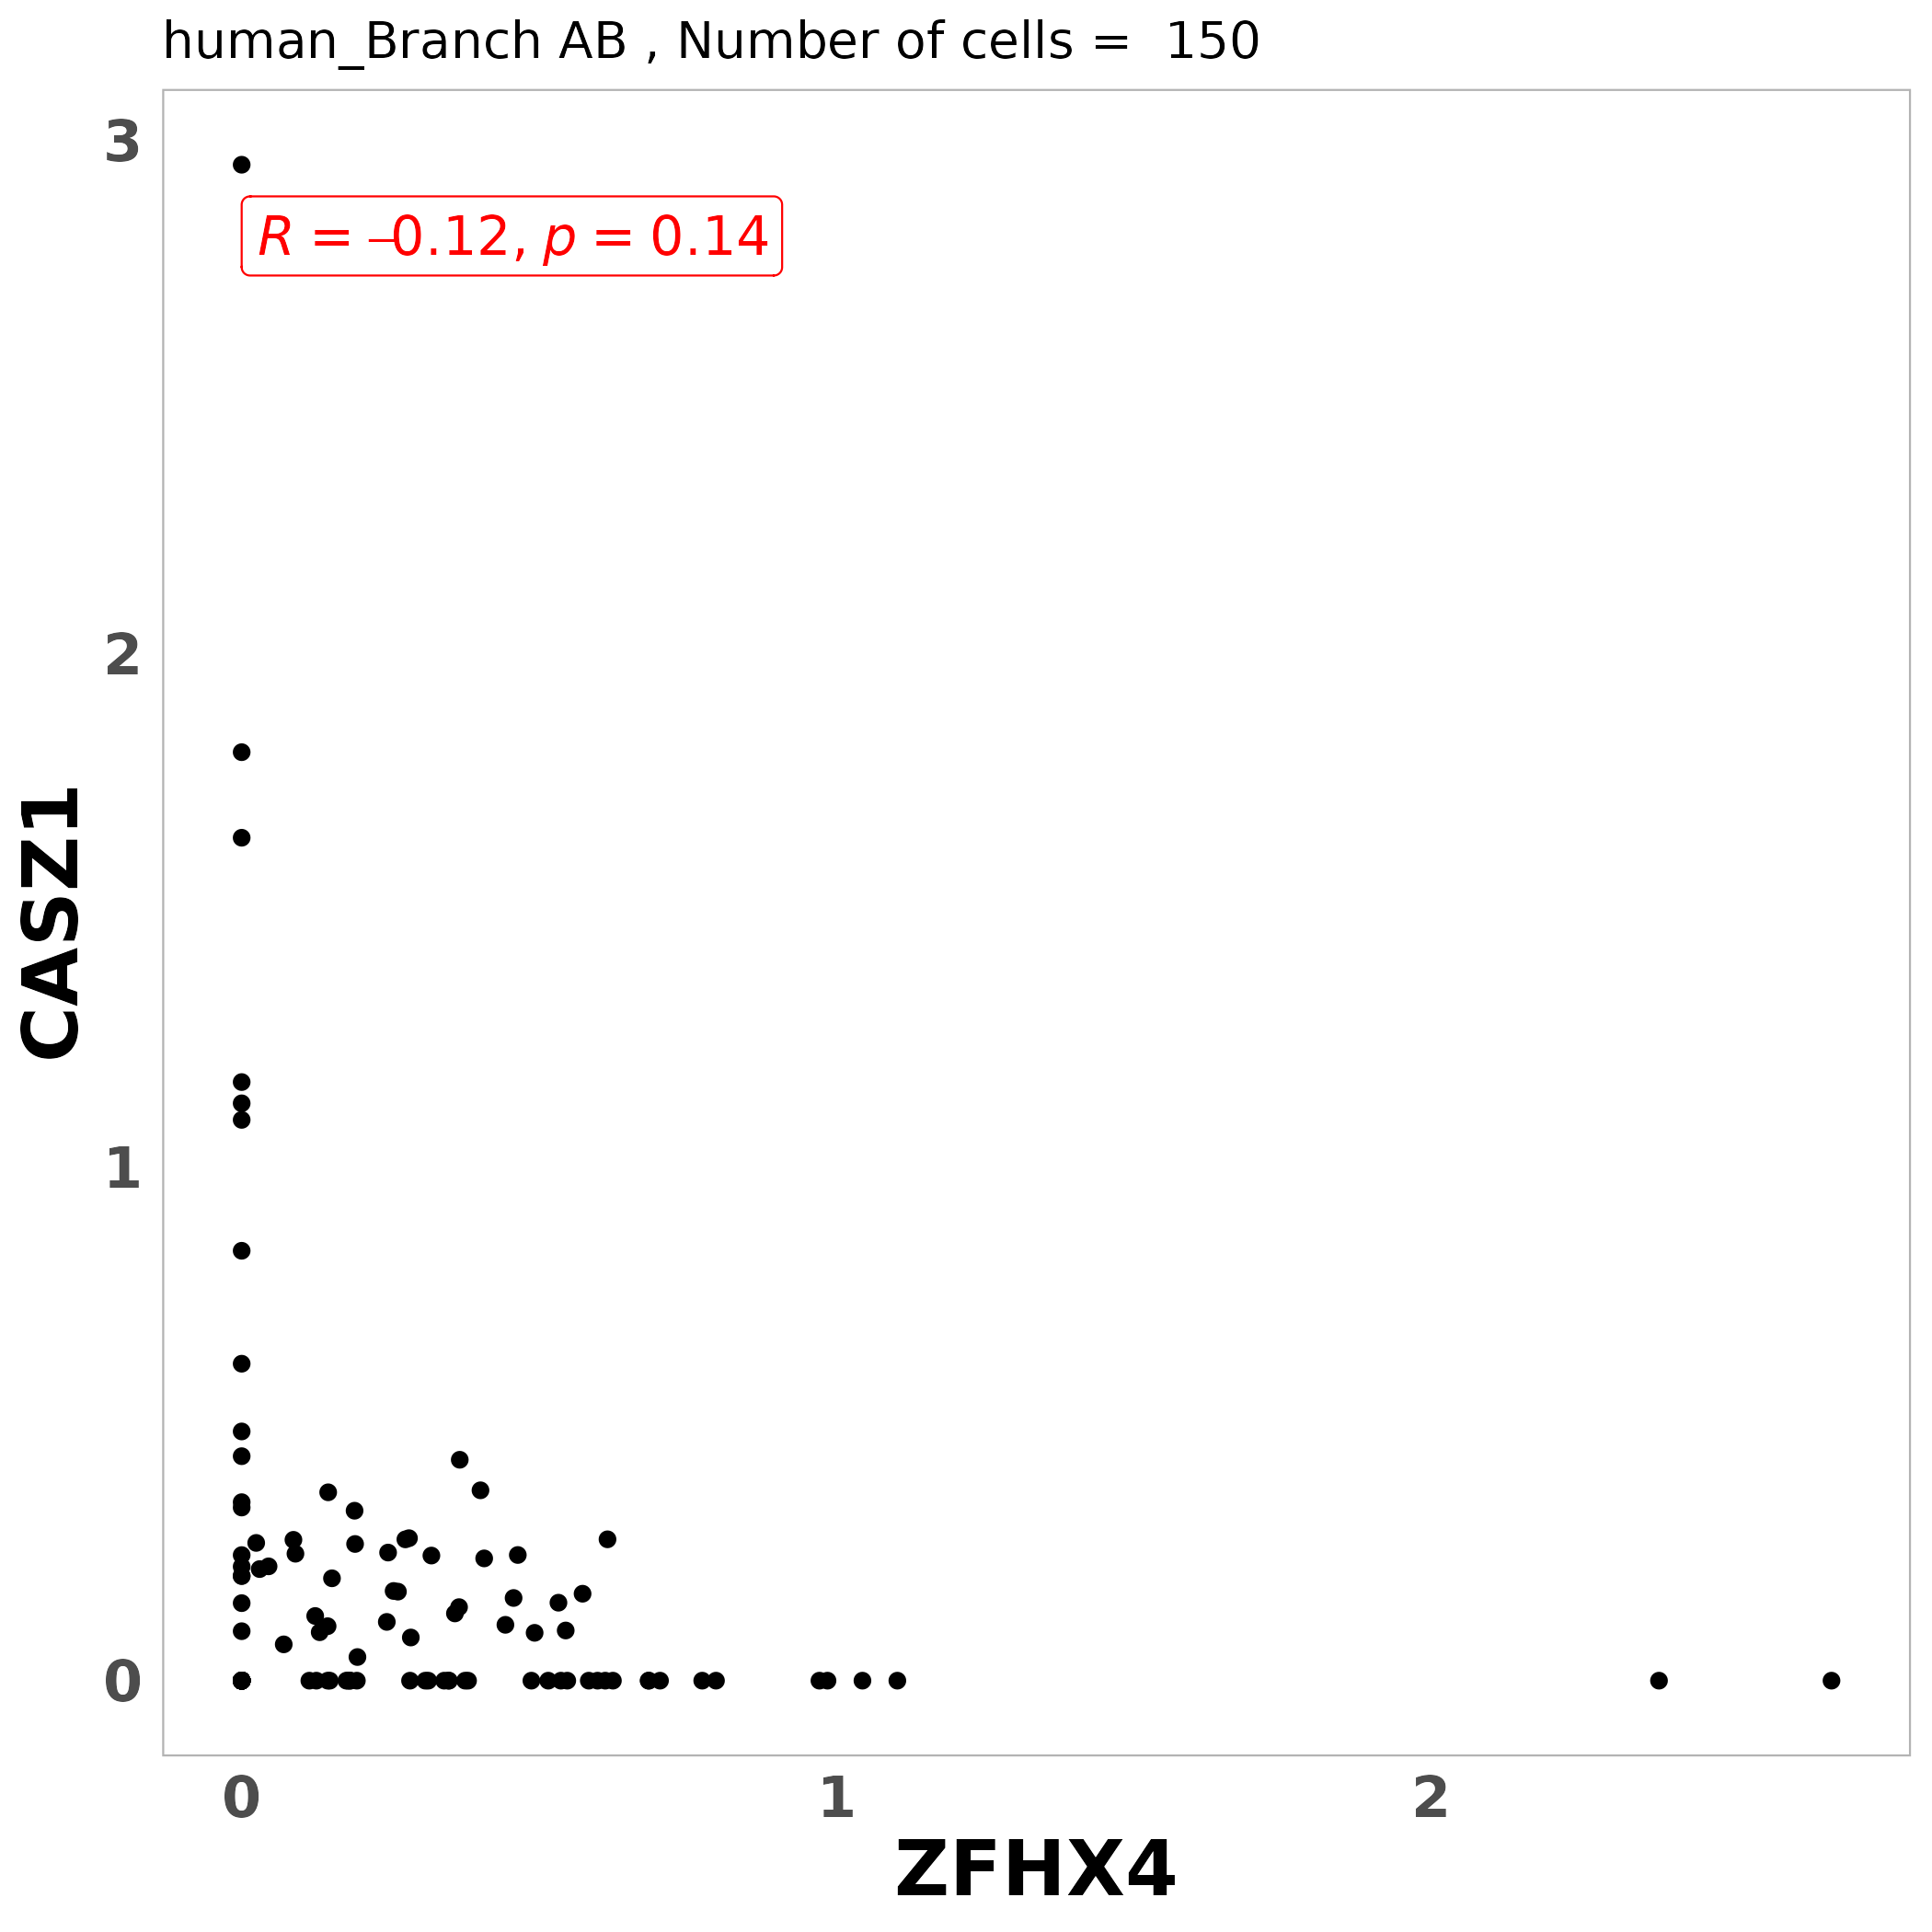 human_Branch AB , Number of cells =  150
3
R = –0.12, p = 0.14
2
CASZ1
1
0
0 1 2
ZFHX4